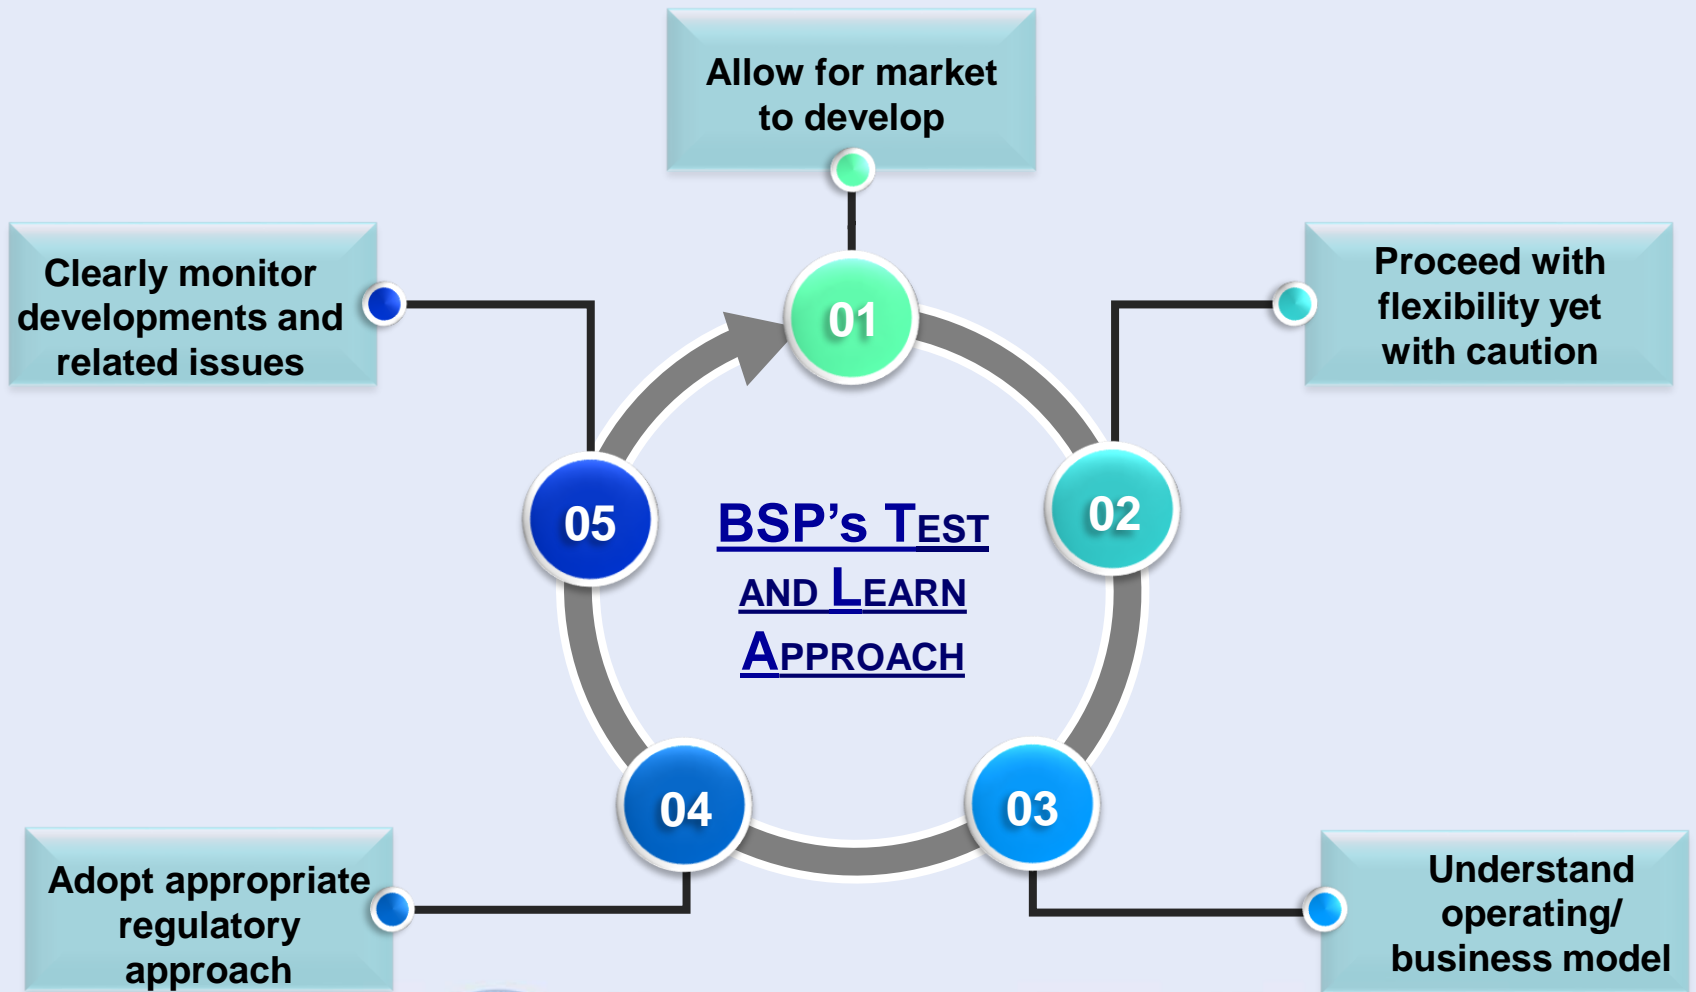 Allow for market
to develop
01
Proceed with
flexibility yet
with caution
02
Understand
operating/
business model
03
Adopt appropriate
regulatory
approach
04
Clearly monitor
developments and
related issues
05
BSP’s TEST
AND LEARN
APPROACH